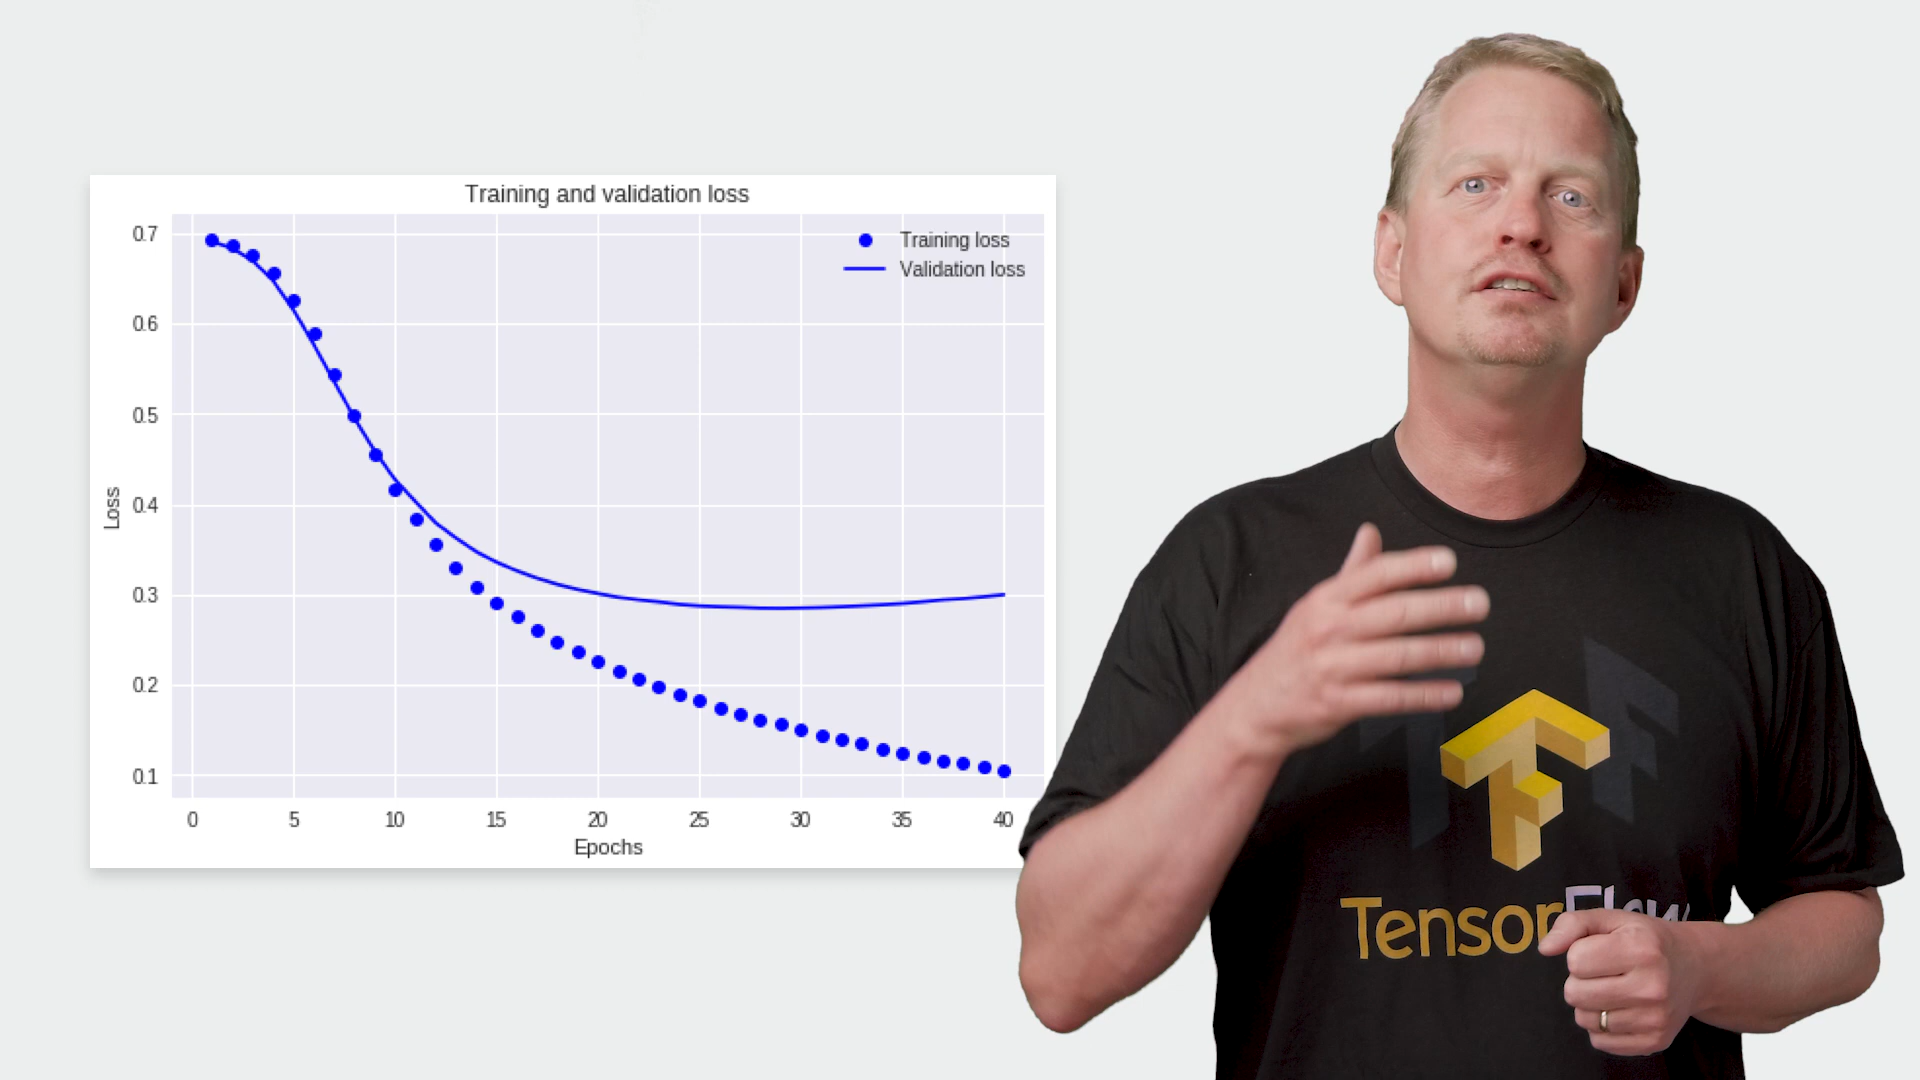 Training and validation loss
Training loss
Validation loss
0.7
0.6
0.5
0.4
0.3
0.2
0.1
Loss
0 5 10 15 20 25 30 35 40
Epochs
TensorFlow